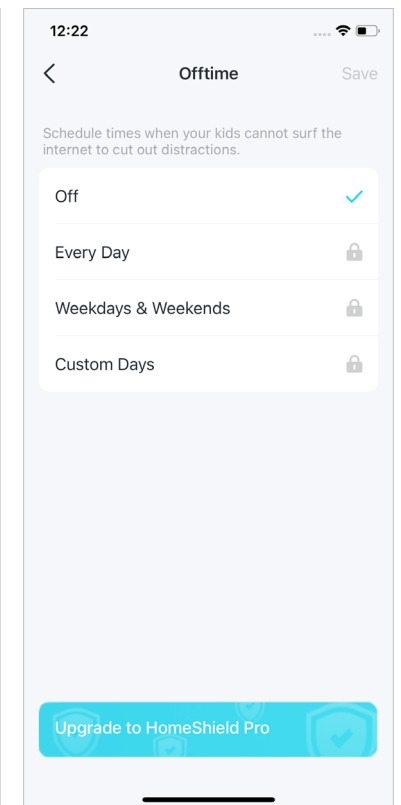 12:22
Offtime
Save
Schedule times when your kids cannot surf the
internet to cut out distractions.
Off
Every Day
Weekdays & Weekends
Custom Days
Upgrade to HomeShield Pro